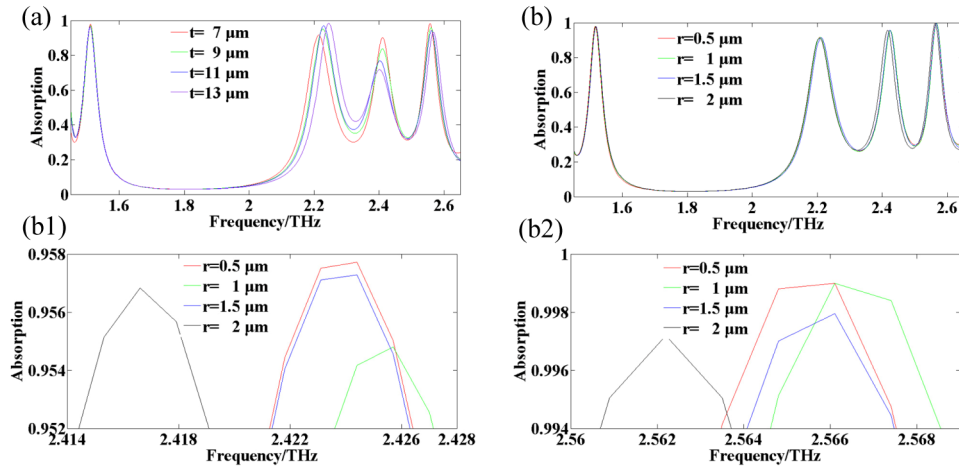 (a)
t= 7 μm
t= 9 μm
t=11 μm
t=13 μm
Absorption
1
0.8
0.6
0.4
0.2
0
1.6 1.8 2 2.2 2.4 2.6
Frequency/THz
(b)
r=0.5 μm
r= 1 μm
r=1.5 μm
r= 2 μm
Absorption
1
0.8
0.6
0.4
0.2
0
1.6 1.8 2 2.2 2.4 2.6
Frequency/THz
(b1)
r=0.5 μm
r= 1 μm
r=1.5 μm
r= 2 μm
Absorption
0.958
0.956
0.954
0.952
2.414 2.418 2.422 2.426 2.428
Frequency/THz
(b2)
r=0.5 μm
r= 1 μm
r=1.5 μm
r= 2 μm
Absorption
1
0.998
0.996
0.994
2.56 2.562 2.564 2.566 2.568
Frequency/THz